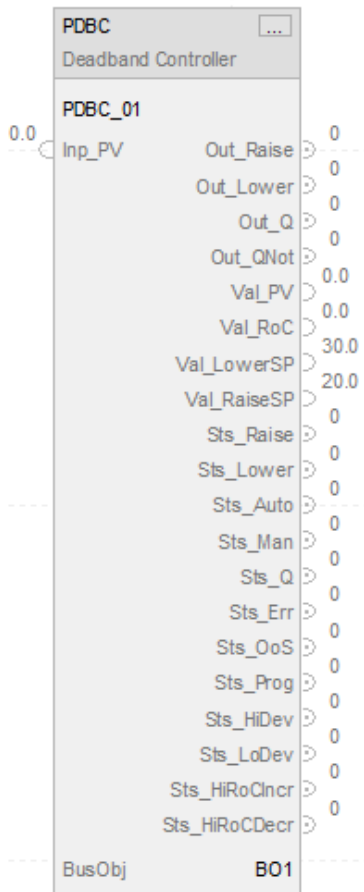 PDBC ...
Deadband Controller
PDBC_01
0.0 Inp_PV Out_Raise 0
Out_Lower 0
Out_Q 0
Out_QNot 0
Val_PV 0.0
Val_RoC 0.0
Val_LowerSP 30.0
Val_RaiseSP 20.0
Sts_Raise 0
Sts_Lower 0
Sts_Auto 0
Sts_Man 0
Sts_Q 0
Sts_Err 0
Sts_OoS 0
Sts_Prog 0
Sts_HiDev 0
Sts_LoDev 0
Sts_HiRoCIncr 0
Sts_HiRoCDecr 0
BusObj BO1